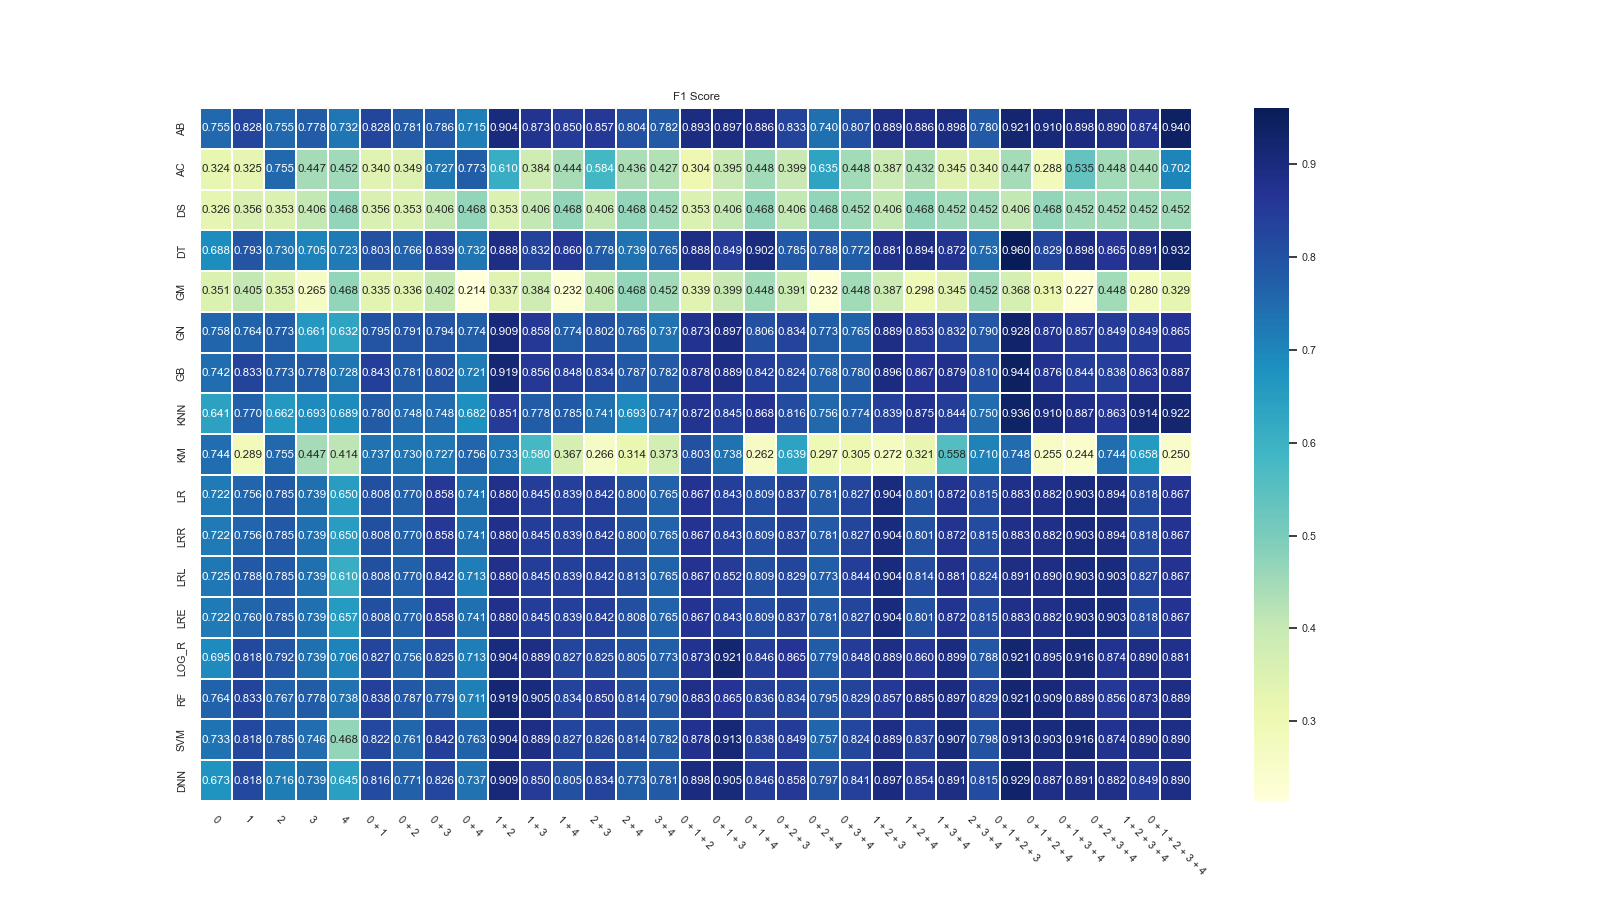 F1 Score
AB 0.755 0.828 0.755 0.778 0.732 0.828 0.781 0.786 0.715 0.904 0.873 0.850 0.857 0.804 0.782 0.893 0.897 0.886 0.833 0.740 0.807 0.889 0.886 0.898 0.780 0.921 0.910 0.898 0.890 0.874 0.940
AC 0.324 0.325 0.755 0.447 0.452 0.340 0.349 0.727 0.773 0.610 0.384 0.444 0.584 0.436 0.427 0.304 0.395 0.448 0.399 0.635 0.448 0.387 0.432 0.345 0.340 0.447 0.288 0.535 0.448 0.440 0.702
0.9
DS 0.326 0.356 0.353 0.406 0.468 0.356 0.353 0.406 0.468 0.353 0.406 0.468 0.406 0.468 0.452 0.353 0.406 0.468 0.406 0.468 0.452 0.406 0.468 0.452 0.452 0.406 0.468 0.452 0.452 0.452 0.452
DT 0.688 0.793 0.730 0.705 0.723 0.803 0.766 0.839 0.732 0.888 0.832 0.860 0.778 0.739 0.765 0.888 0.849 0.902 0.785 0.788 0.772 0.881 0.894 0.872 0.753 0.960 0.829 0.898 0.865 0.891 0.932
0.8
GM 0.351 0.405 0.353 0.265 0.468 0.335 0.336 0.402 0.214 0.337 0.384 0.232 0.406 0.468 0.452 0.339 0.399 0.448 0.391 0.232 0.448 0.387 0.298 0.345 0.452 0.368 0.313 0.227 0.448 0.280 0.329
GN 0.758 0.764 0.773 0.661 0.632 0.795 0.791 0.794 0.774 0.909 0.858 0.774 0.802 0.765 0.737 0.873 0.897 0.806 0.834 0.773 0.765 0.889 0.853 0.832 0.790 0.928 0.870 0.857 0.849 0.849 0.865
0.7
GB 0.742 0.833 0.773 0.778 0.728 0.843 0.781 0.802 0.721 0.919 0.856 0.848 0.834 0.787 0.782 0.878 0.889 0.842 0.824 0.768 0.780 0.896 0.867 0.879 0.810 0.944 0.876 0.844 0.838 0.863 0.887
KNN 0.641 0.770 0.662 0.693 0.689 0.780 0.748 0.748 0.682 0.851 0.778 0.785 0.741 0.693 0.747 0.872 0.845 0.868 0.816 0.756 0.774 0.839 0.875 0.844 0.750 0.936 0.910 0.887 0.863 0.914 0.922
0.6
KM 0.744 0.289 0.755 0.447 0.414 0.737 0.730 0.727 0.756 0.733 0.580 0.367 0.266 0.314 0.373 0.803 0.738 0.262 0.639 0.297 0.305 0.272 0.321 0.558 0.710 0.748 0.255 0.244 0.744 0.658 0.250
LR 0.722 0.756 0.785 0.739 0.650 0.808 0.770 0.858 0.741 0.880 0.845 0.839 0.842 0.800 0.765 0.867 0.843 0.809 0.837 0.781 0.827 0.904 0.801 0.872 0.815 0.883 0.882 0.903 0.894 0.818 0.867
0.5
LRR 0.722 0.756 0.785 0.739 0.650 0.808 0.770 0.858 0.741 0.880 0.845 0.839 0.842 0.800 0.765 0.867 0.843 0.809 0.837 0.781 0.827 0.904 0.801 0.872 0.815 0.883 0.882 0.903 0.894 0.818 0.867
LRL 0.725 0.788 0.785 0.739 0.610 0.808 0.770 0.842 0.713 0.880 0.845 0.839 0.842 0.813 0.765 0.867 0.852 0.809 0.829 0.773 0.844 0.904 0.814 0.881 0.824 0.891 0.890 0.903 0.903 0.827 0.867
LRE 0.722 0.760 0.785 0.739 0.657 0.808 0.770 0.858 0.741 0.880 0.845 0.839 0.842 0.808 0.765 0.867 0.843 0.809 0.837 0.781 0.827 0.904 0.801 0.872 0.815 0.883 0.882 0.903 0.903 0.818 0.867
0.4
LOG_R 0.695 0.818 0.792 0.739 0.706 0.827 0.756 0.825 0.713 0.904 0.889 0.827 0.825 0.805 0.773 0.873 0.921 0.846 0.865 0.779 0.848 0.889 0.860 0.899 0.788 0.921 0.895 0.916 0.874 0.890 0.881
RF 0.764 0.833 0.767 0.778 0.738 0.838 0.787 0.779 0.711 0.919 0.905 0.834 0.850 0.814 0.790 0.883 0.865 0.836 0.834 0.795 0.829 0.857 0.885 0.897 0.829 0.921 0.909 0.889 0.856 0.873 0.889
0.3
SVM 0.733 0.818 0.785 0.746 0.468 0.822 0.761 0.842 0.763 0.904 0.889 0.827 0.826 0.814 0.782 0.878 0.913 0.838 0.849 0.757 0.824 0.889 0.837 0.907 0.798 0.913 0.903 0.916 0.874 0.890 0.890
DNN 0.673 0.818 0.716 0.739 0.645 0.816 0.771 0.826 0.737 0.909 0.850 0.805 0.834 0.773 0.781 0.898 0.905 0.846 0.858 0.797 0.841 0.897 0.854 0.891 0.815 0.929 0.887 0.891 0.882 0.849 0.890
0
1
2
3
4
0 + 1
0 + 2
0 + 3
0 + 4
1 + 2
1 + 3
1 + 4
2 + 3
2 + 4
3 + 4
0 + 1 + 2
0 + 1 + 3
0 + 1 + 4
0 + 2 + 3
0 + 2 + 4
0 + 3 + 4
1 + 2 + 3
1 + 2 + 4
1 + 3 + 4
2 + 3 + 4
0 + 1 + 2 + 3
0 + 1 + 2 + 4
0 + 1 + 3 + 4
0 + 2 + 3 + 4
1 + 2 + 3 + 4
0 + 1 + 2 + 3 + 4